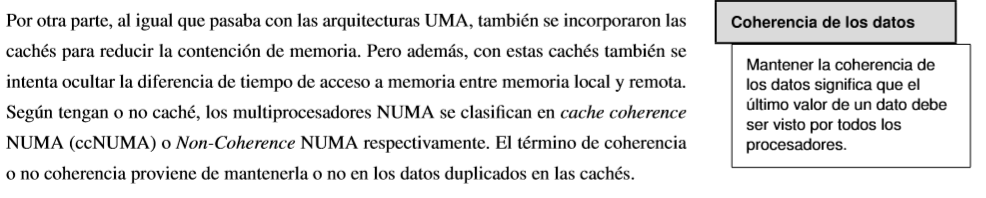 Por otra parte, al igual que pasaba con las arquitecturas UMA, también se incorporaron las
cachés para reducir la contención de memoria. Pero además, con estas cachés también se
intenta ocultar la diferencia de tiempo de acceso a memoria entre memoria local y remota.
Según tengan o no caché, los multiprocesadores NUMA se clasifican en cache coherence
NUMA (ccNUMA) o Non-Coherence NUMA respectivamente. El término de coherencia
o no coherencia proviene de mantenerla o no en los datos duplicados en las cachés.
Coherencia de los datos
Mantener la coherencia de
los datos significa que el
último valor de un dato debe
ser visto por todos los
procesadores.